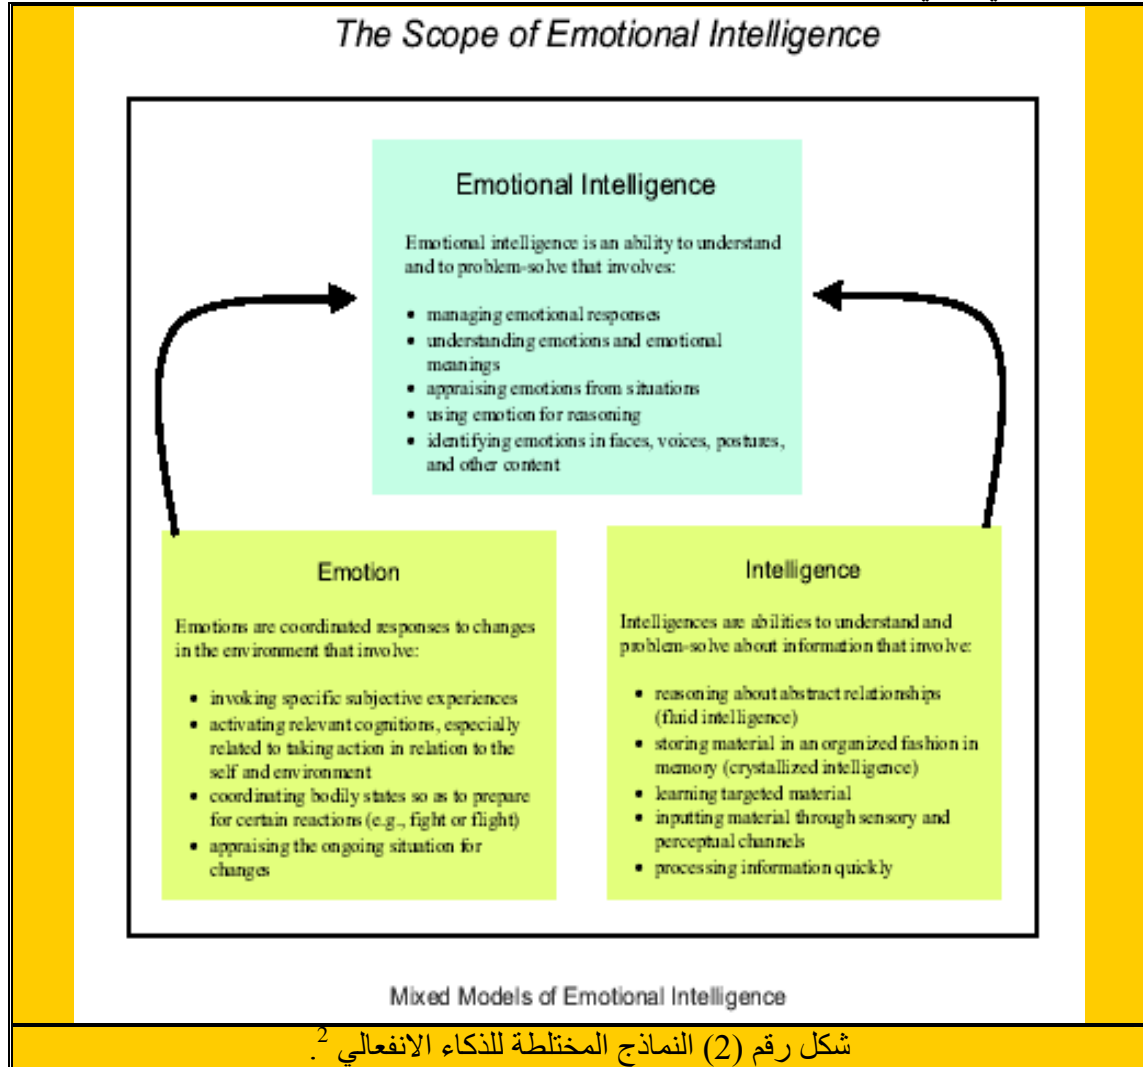 The Scope of Emotional Intelligence
Emotional Intelligence
Emotional intelligence is an ability to understand
and to problem-solve that involves:
• managing emotional responses
• understanding emotions and emotional
meanings
• appraising emotions from situations
• using emotion for reasoning
• identifying emotions in faces, voices, postures,
and other content
Emotion
Emotions are coordinated responses to changes
in the environment that involve:
• invoking specific subjective experiences
• activating relevant cognitions, especially
related to taking action in relation to the
self and environment
• coordinating bodily states so as to prepare
for certain reactions (e.g., fight or flight)
• appraising the ongoing situation for
changes
Intelligence
Intelligences are abilities to understand and
problem-solve about information that involve:
• reasoning about abstract relationships
(fluid intelligence)
• storing material in an organized fashion in
memory (crystallized intelligence)
• learning targeted material
• inputting material through sensory and
perceptual channels
• processing information quickly
Mixed Models of Emotional Intelligence
شكل رقم (2) النماذج المختلطة للذكاء الانفعالي 2.